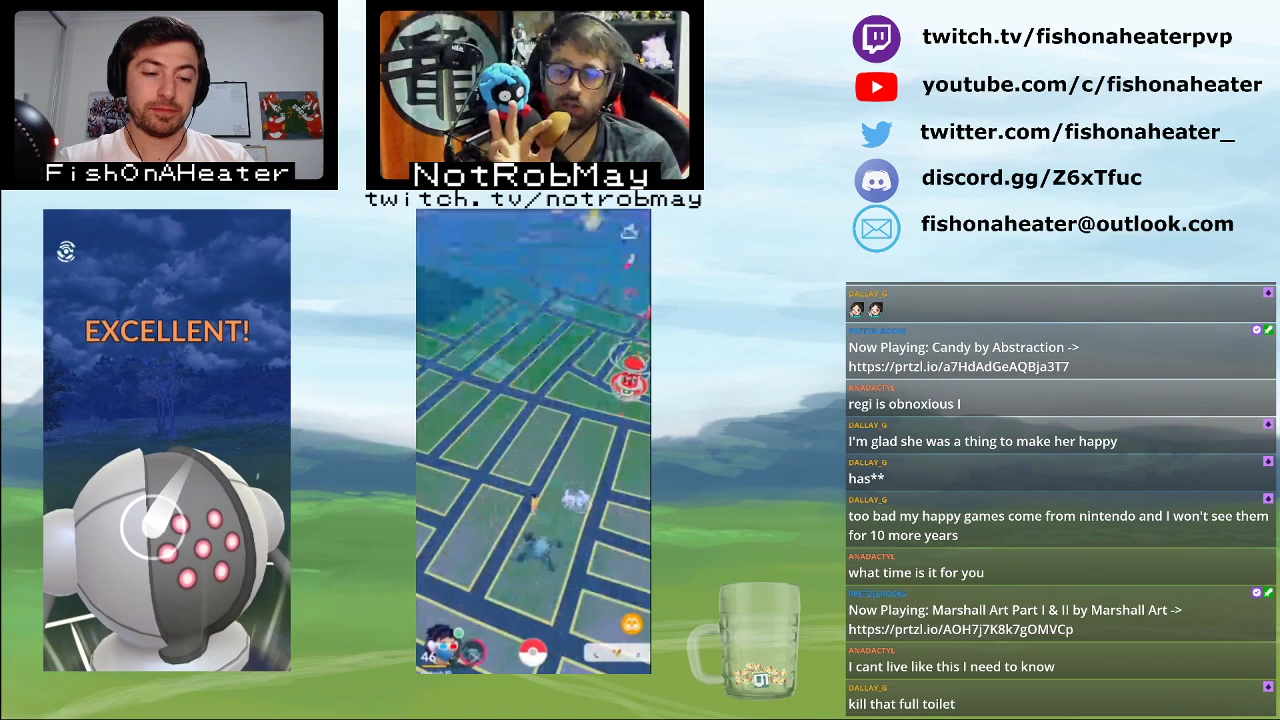 FishOnAHeater
NotRobMay
twitch.tv/notrobmay
EXCELLENT!
46
twitch.tv/fishonaheaterpvp
youtube.com/c/fishonaheater
twitter.com/fishonaheater_
discord.gg/Z6xTfuc
fishonaheater@outlook.com
DALLAY_G
PRETZELROCKS
Now Playing: Candy by Abstraction ->
https://prtzl.io/a7HdAdGeAQBja3T7
ANADACTYL
regi is obnoxious I
DALLAY_G
I'm glad she was a thing to make her happy
DALLAY_G
has**
DALLAY_G
too bad my happy games come from nintendo and I won't see them
for 10 more years
ANADACTYL
what time is it for you
PRETZELROCKS
Now Playing: Marshall Art Part I & II by Marshall Art ->
https://prtzl.io/AOH7j7K8k7gOMVCp
ANADACTYL
I cant live like this I need to know
DALLAY_G
kill that full toilet